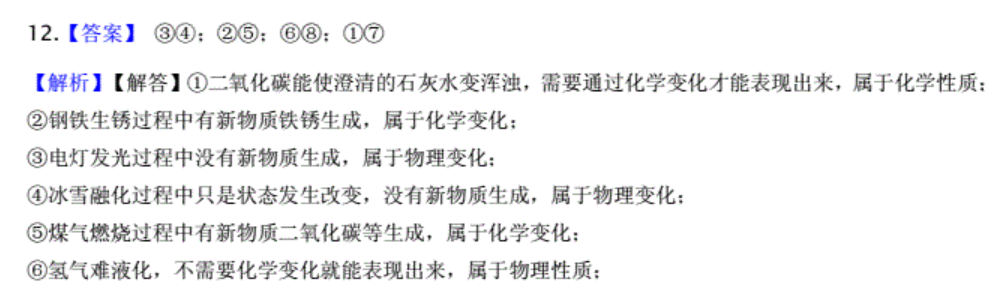 12.【答案】 ③④；②⑤；⑥⑧；①⑦
【解析】【解答】①二氧化碳能使澄清的石灰水变浑浊，需要通过化学变化才能表现出来，属于化学性质；
②钢铁生锈过程中有新物质铁锈生成，属于化学变化；
③电灯发光过程中没有新物质生成，属于物理变化；
④冰雪融化过程中只是状态发生改变，没有新物质生成，属于物理变化；
⑤煤气燃烧过程中有新物质二氧化碳等生成，属于化学变化；
⑥氢气难液化，不需要化学变化就能表现出来，属于物理性质；